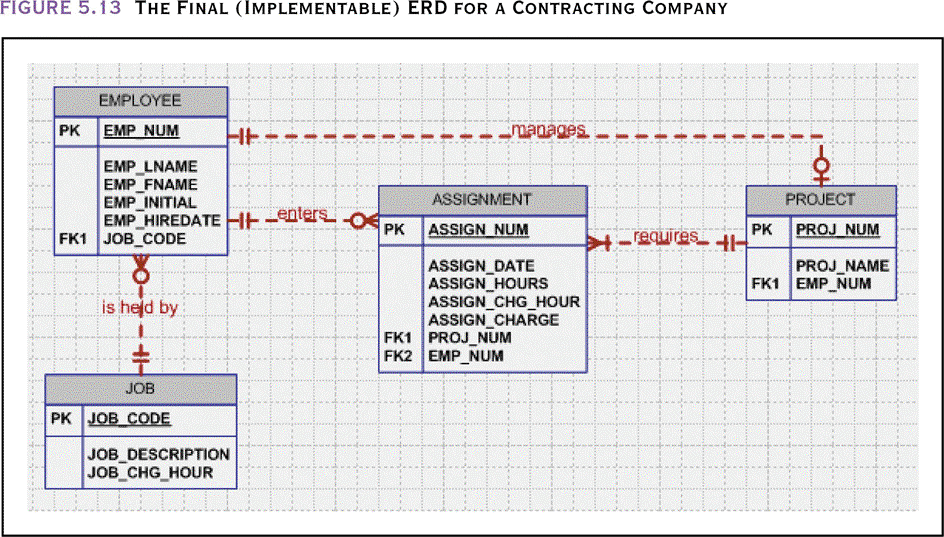 FIGURE 5.13 THE FINAL (IMPLEMENTABLE) ERD FOR A CONTRACTING COMPANY
EMPLOYEE
PK EMP_NUM
EMP_LNAME
EMP_FNAME
EMP_INITIAL
EMP_HIREDATE
FK1 JOB_CODE
manages
enters
ASSIGNMENT
PK ASSIGN_NUM
ASSIGN_DATE
ASSIGN_HOURS
ASSIGN_CHG_HOUR
ASSIGN_CHARGE
FK1 PROJ_NUM
FK2 EMP_NUM
requires
PROJECT
PK PROJ_NUM
PROJ_NAME
FK1 EMP_NUM
is held by
JOB
PK JOB_CODE
JOB_DESCRIPTION
JOB_CHG_HOUR